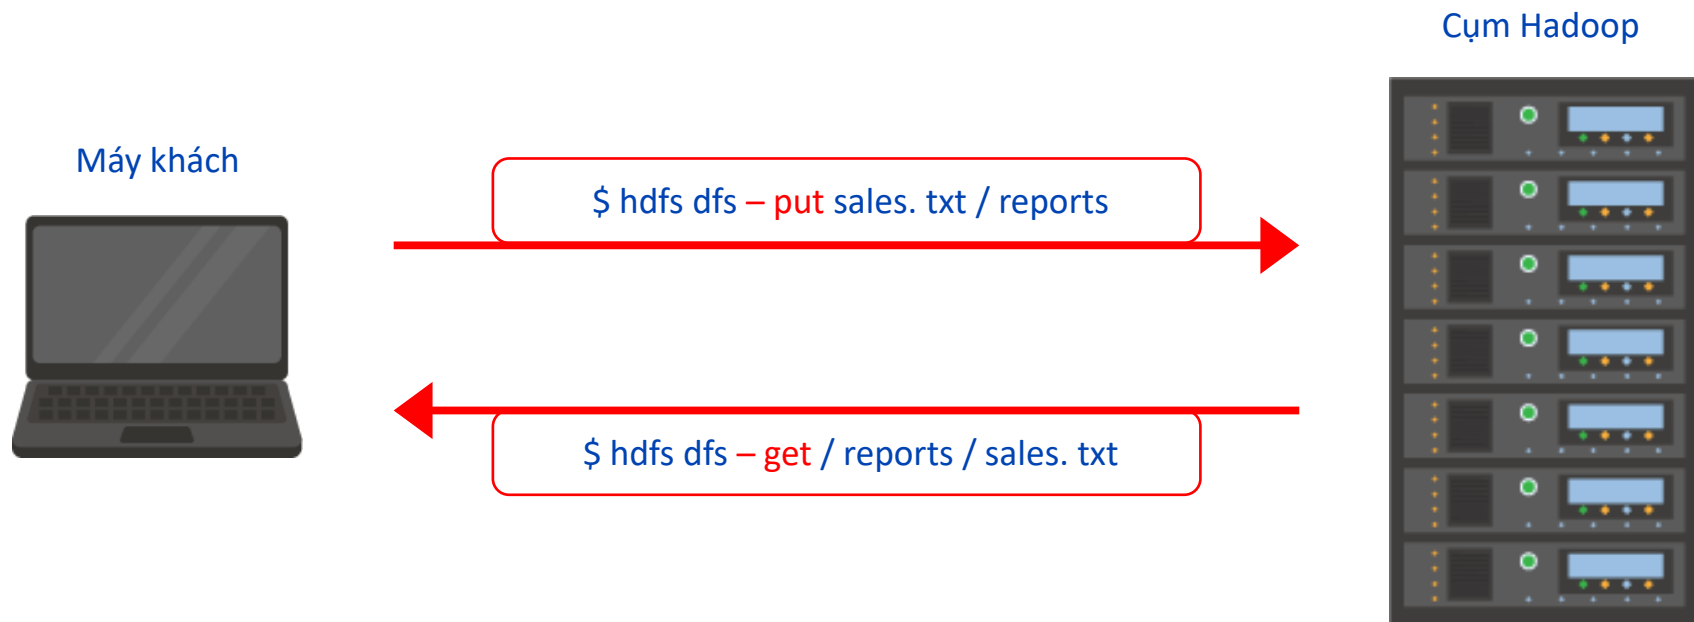 Cụm Hadoop
Máy khách
$ hdfs dfs – put sales. txt / reports
$ hdfs dfs – get / reports / sales. txt